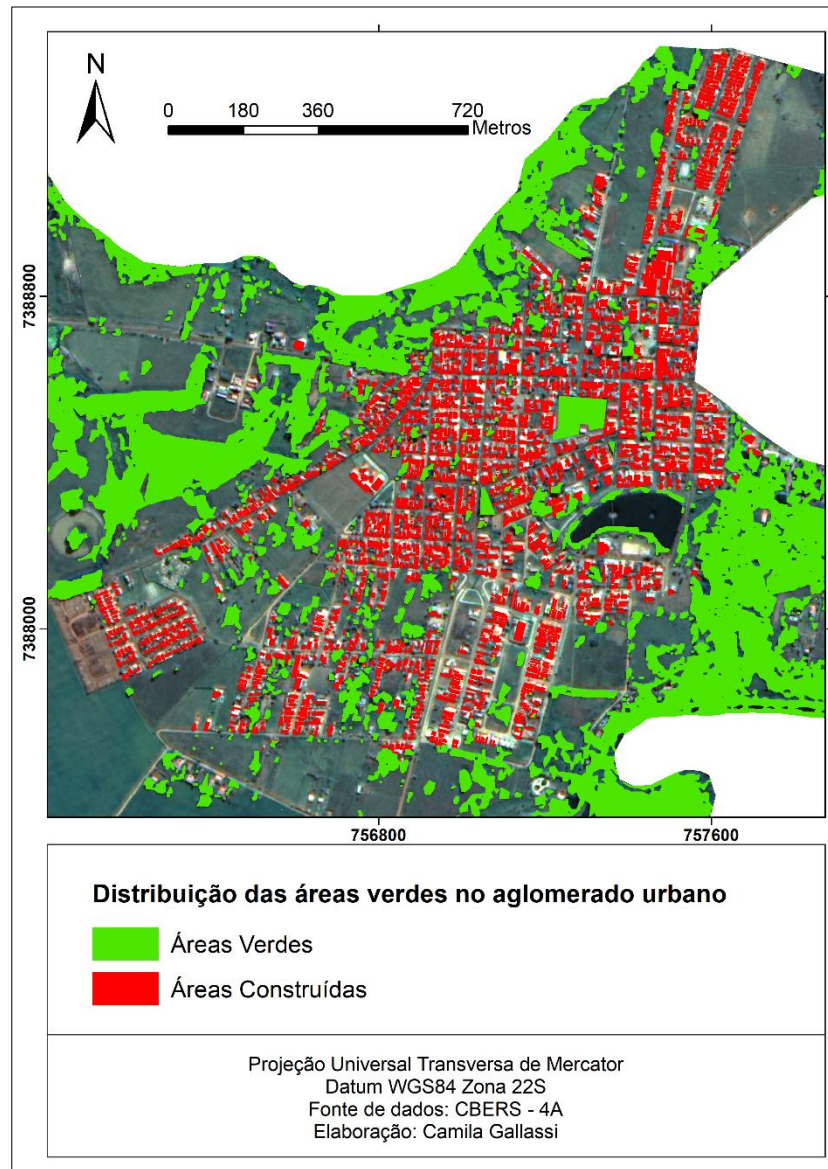 N
0 180 360 720
Metros
7388800
7388000
756800 757600
Distribuição das áreas verdes no aglomerado urbano
Áreas Verdes
Áreas Construídas
Projeção Universal Transversa de Mercator
Datum WGS84 Zona 22S
Fonte de dados: CBERS - 4A
Elaboração: Camila Gallassi